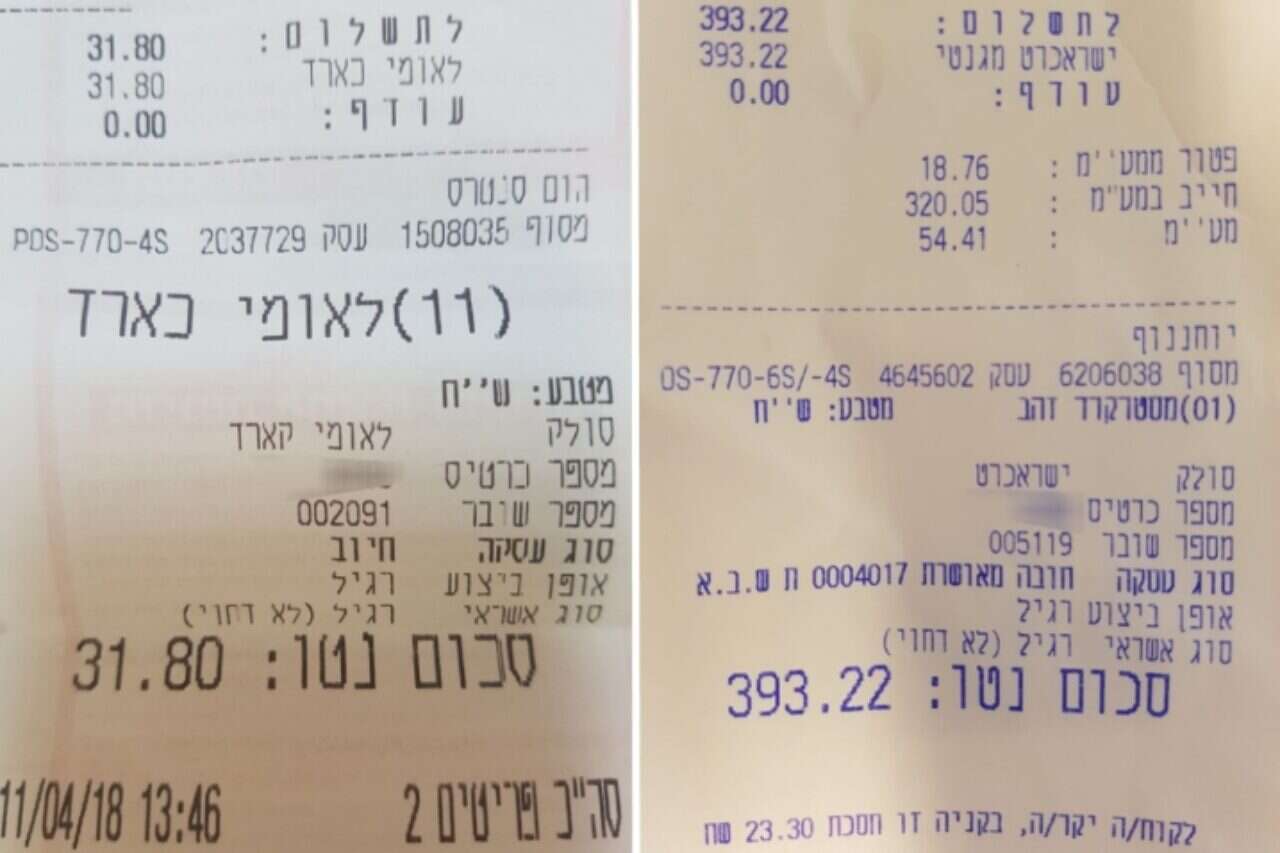 לתשלום: 31.80
לאומי כארד 31.80
עודף: 0.00
הום סנטרס
מסוף 1508035 עסק 2037729 POS-770-4S
(11)לאומי כארד
מטבע: ש''ח
סולק לאומי קארד
מספר כרטיס
מספר שובר 002091
סוג עסקה חיוב
אופן ביצוע רגיל
סוג אשראי רגיל (לא דחוי)
סכום נטו: 31.80
סה"כ פריטים 2 11/04/18 13:46
לתשלום: 393.22
ישראכרט מגנטי 393.22
עודף: 0.00
פטור ממע''מ : 18.76
חייב במע"מ : 320.05
מע''מ : 54.41
יוחננוף
מסוף 6206038 עסק 4645602 OS-770-6S/-4S
(01)מסטרקרד זהב מטבע: ש''ח
סולק ישראכרט
מספר כרטיס
מספר שובר 005119
סוג עסקה חובה מאושרת 0004017 ח ש.ב.א
אופן ביצוע רגיל
סוג אשראי רגיל (לא דחוי)
סכום נטו: 393.22
לקוח/ה יקר/ה, בקניה זו חסכת 23.30 שח